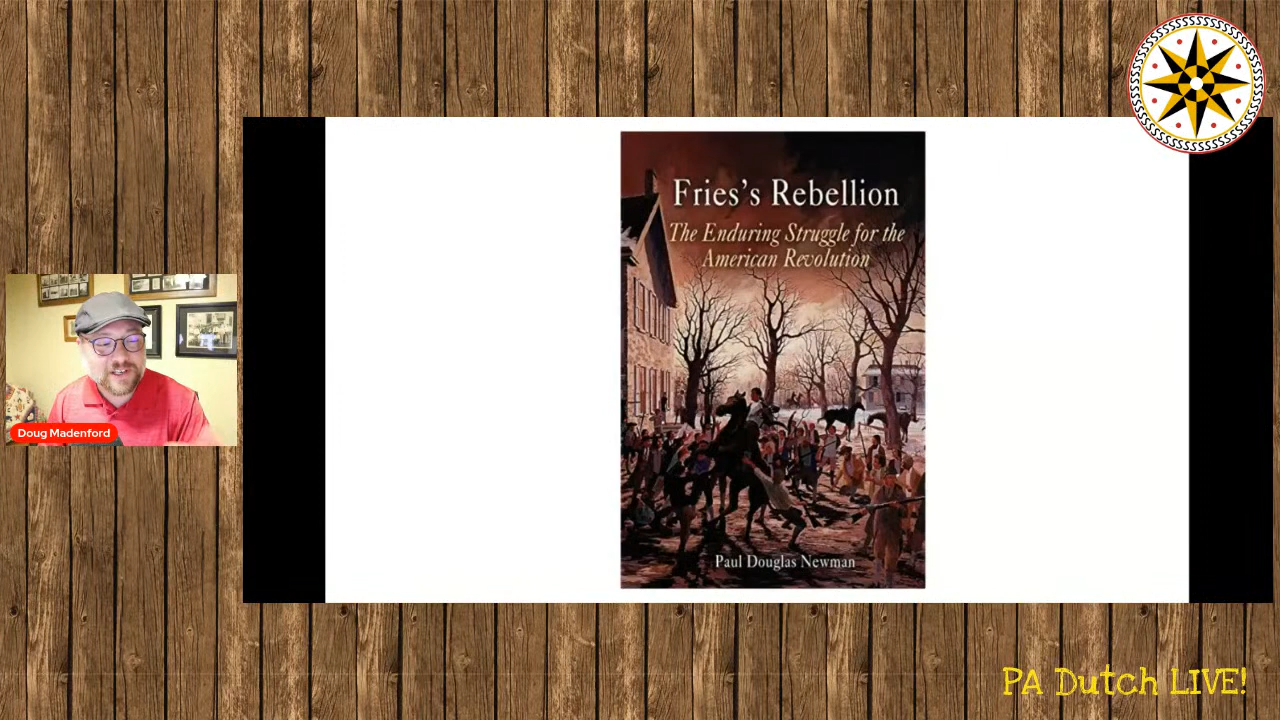 Fries's Rebellion
The Enduring Struggle for the
American Revolution
Paul Douglas Newman
Doug Madenford
PA Dutch LIVE!